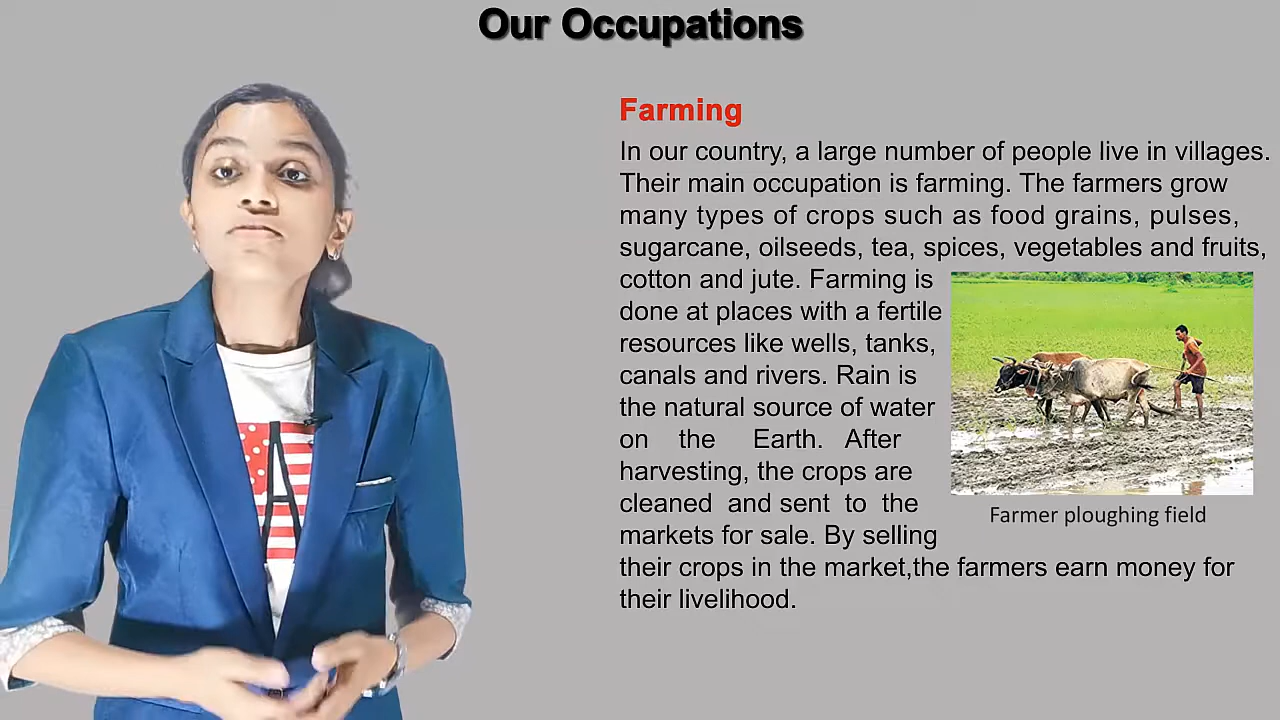 Our Occupations
Farming
In our country, a large number of people live in villages.
Their main occupation is farming. The farmers grow
many types of crops such as food grains, pulses,
sugarcane, oilseeds, tea, spices, vegetables and fruits,
cotton and jute. Farming is
done at places with a fertile
resources like wells, tanks,
canals and rivers. Rain is
the natural source of water
on the Earth. After
harvesting, the crops are
cleaned and sent to the
markets for sale. By selling
their crops in the market,the farmers earn money for
their livelihood.
Farmer ploughing field
A